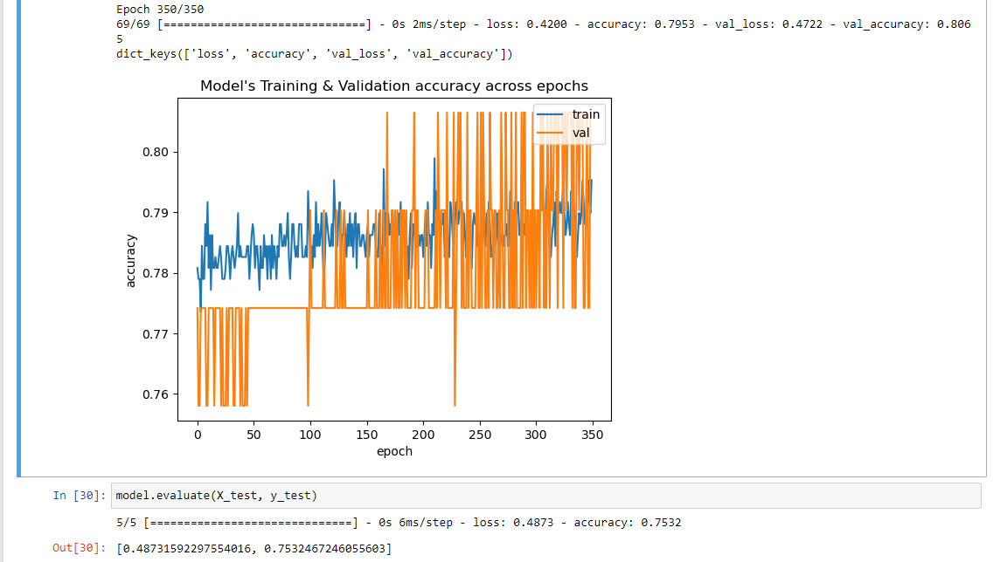 Epoch 350/350
69/69 [==============================] - 0s 2ms/step - loss: 0.4200 - accuracy: 0.7953 - val_loss: 0.4722 - val_accuracy: 0.806
5
dict_keys(['loss', 'accuracy', 'val_loss', 'val_accuracy'])
Model's Training & Validation accuracy across epochs
train
val
0.80
0.79
0.78
0.77
0.76
accuracy
0 50 100 150 200 250 300 350
epoch
In [30]: model.evaluate(X_test, y_test)
5/5 [==============================] - 0s 6ms/step - loss: 0.4873 - accuracy: 0.7532
Out[30]: [0.48731592297554016, 0.7532467246055603]